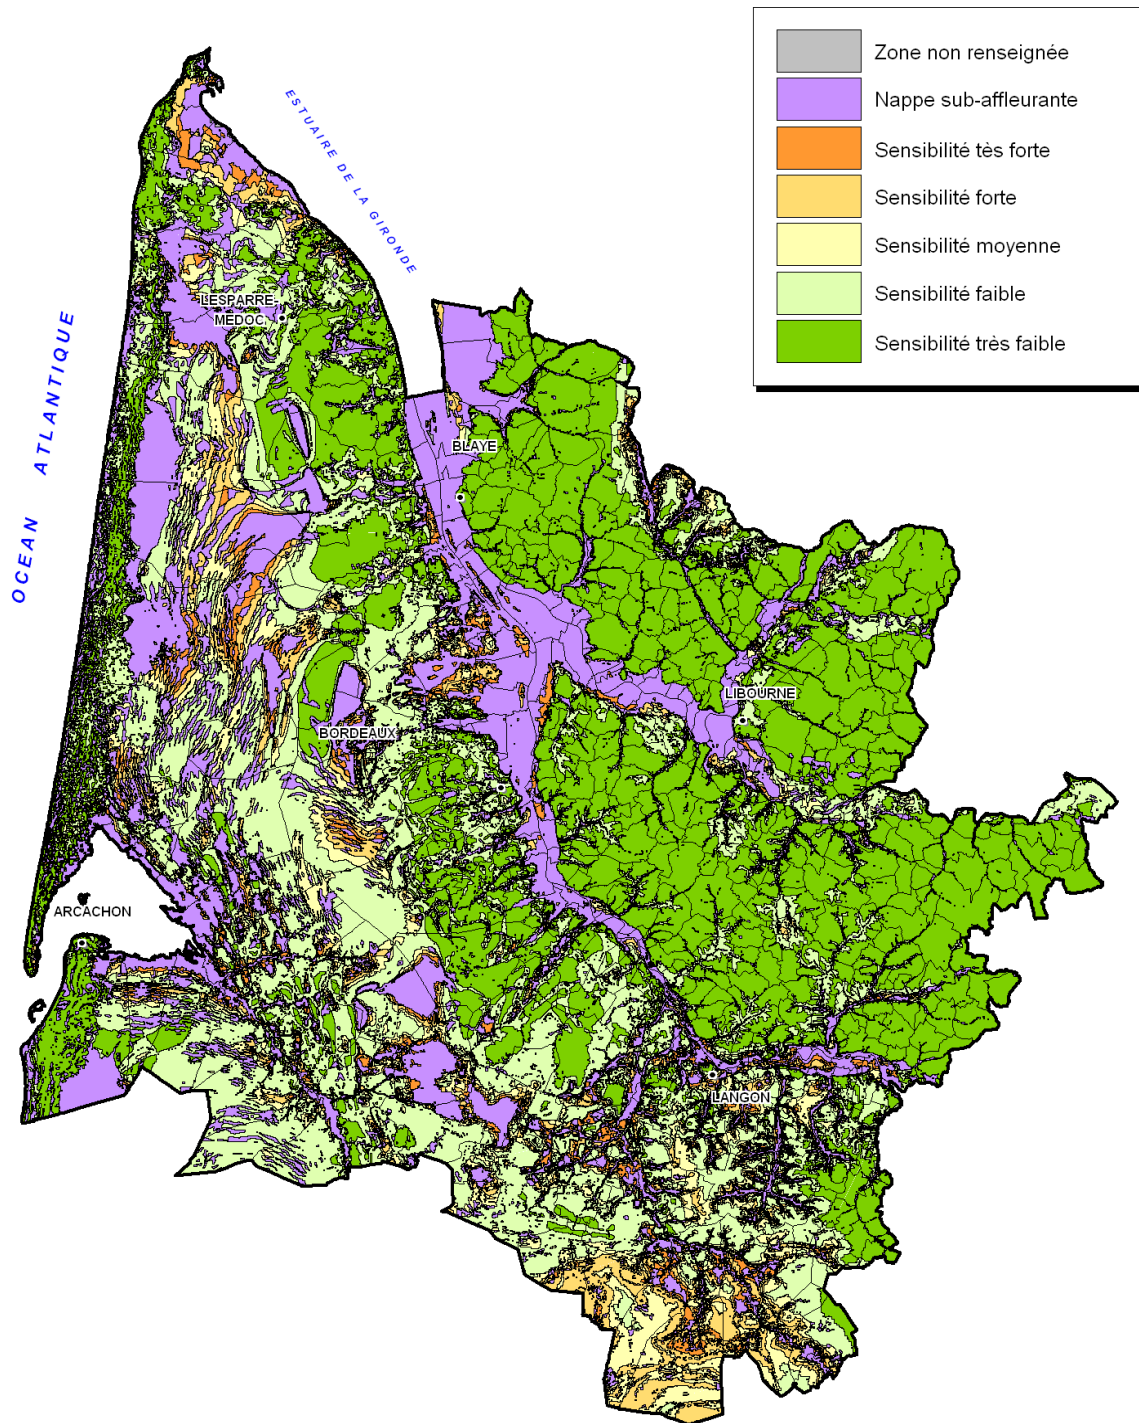 Zone non renseignée
Nappe sub-affleurante
Sensibilité tès forte
Sensibilité forte
Sensibilité moyenne
Sensibilité faible
Sensibilité très faible
ESTUAIRE DE LA GIRONDE
OCEAN ATLANTIQUE
LESPARRE-
MEDOC
BLAYE
LIBOURNE
BORDEAUX
ARCACHON
LANGON